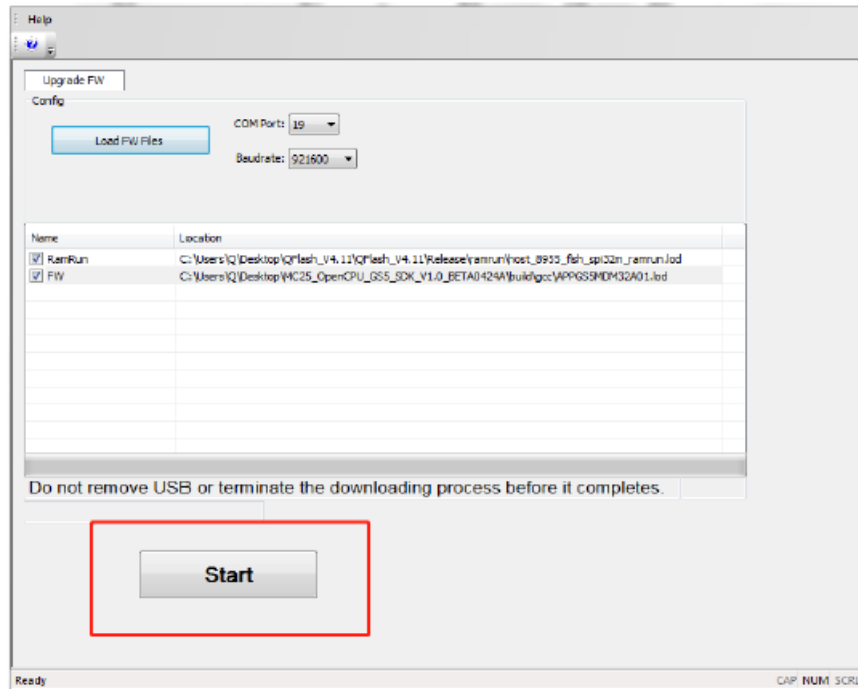 Help
Upgrade FW
Config
Load FW Files
COM Port: 19
Baudrate: 921600
Name Location
RamRun C:\Users\Q\Desktop\QFlash_V4.11\QFlash_V4.11\Release\ramrun\host_8955_flsh_spi32m_ramrun.lod
FW C:\Users\Q\Desktop\MC25_OpenCPU_GS5_SDK_V1.0_BETA0424A\build\gcc\APPGS5MDM32A01.lod
Do not remove USB or terminate the downloading process before it completes.
Start
Ready CAP NUM SCRL